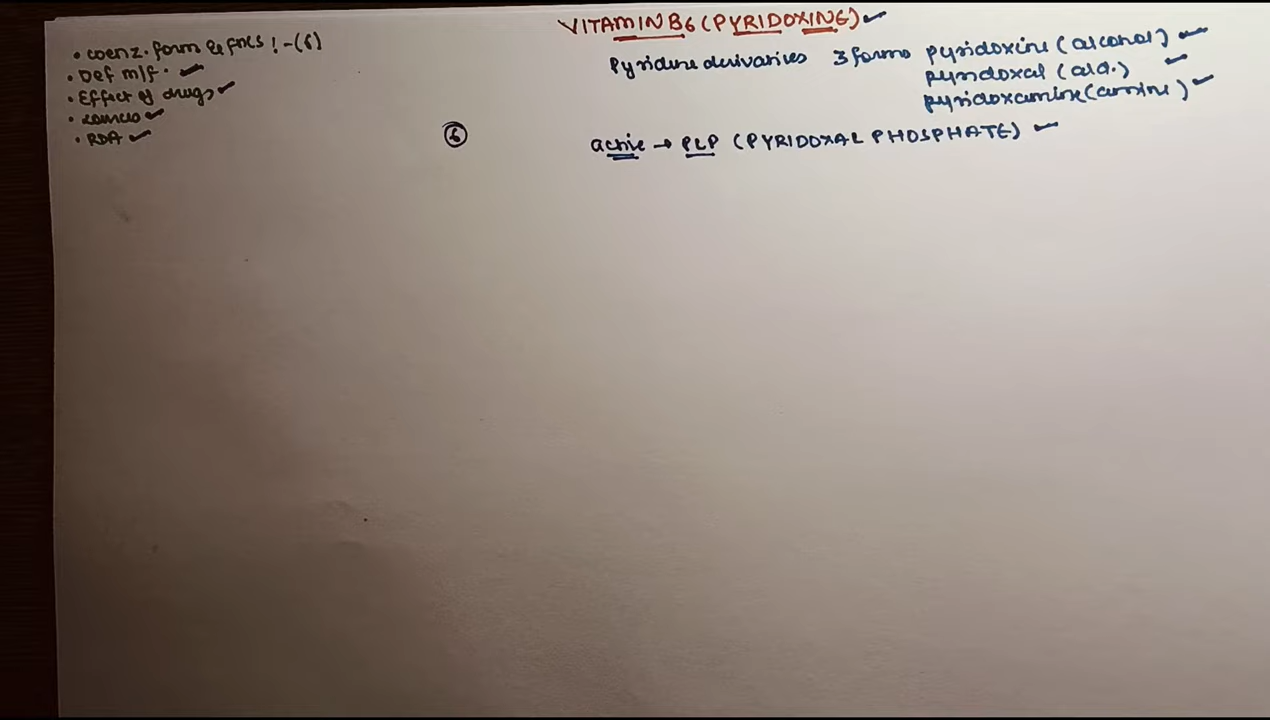 VITAMIN B6 (PYRIDOXINE)
• coenz. form & fncs ! - (6)
• Def m/f.
• Effect of drugs
• RDA
Pyridine derivatives 3 forms pyridoxine (alcohol)
pyridoxal (ald.)
pyridoxamine (amine)
6
active → PLP (PYRIDOXAL PHOSPHATE)